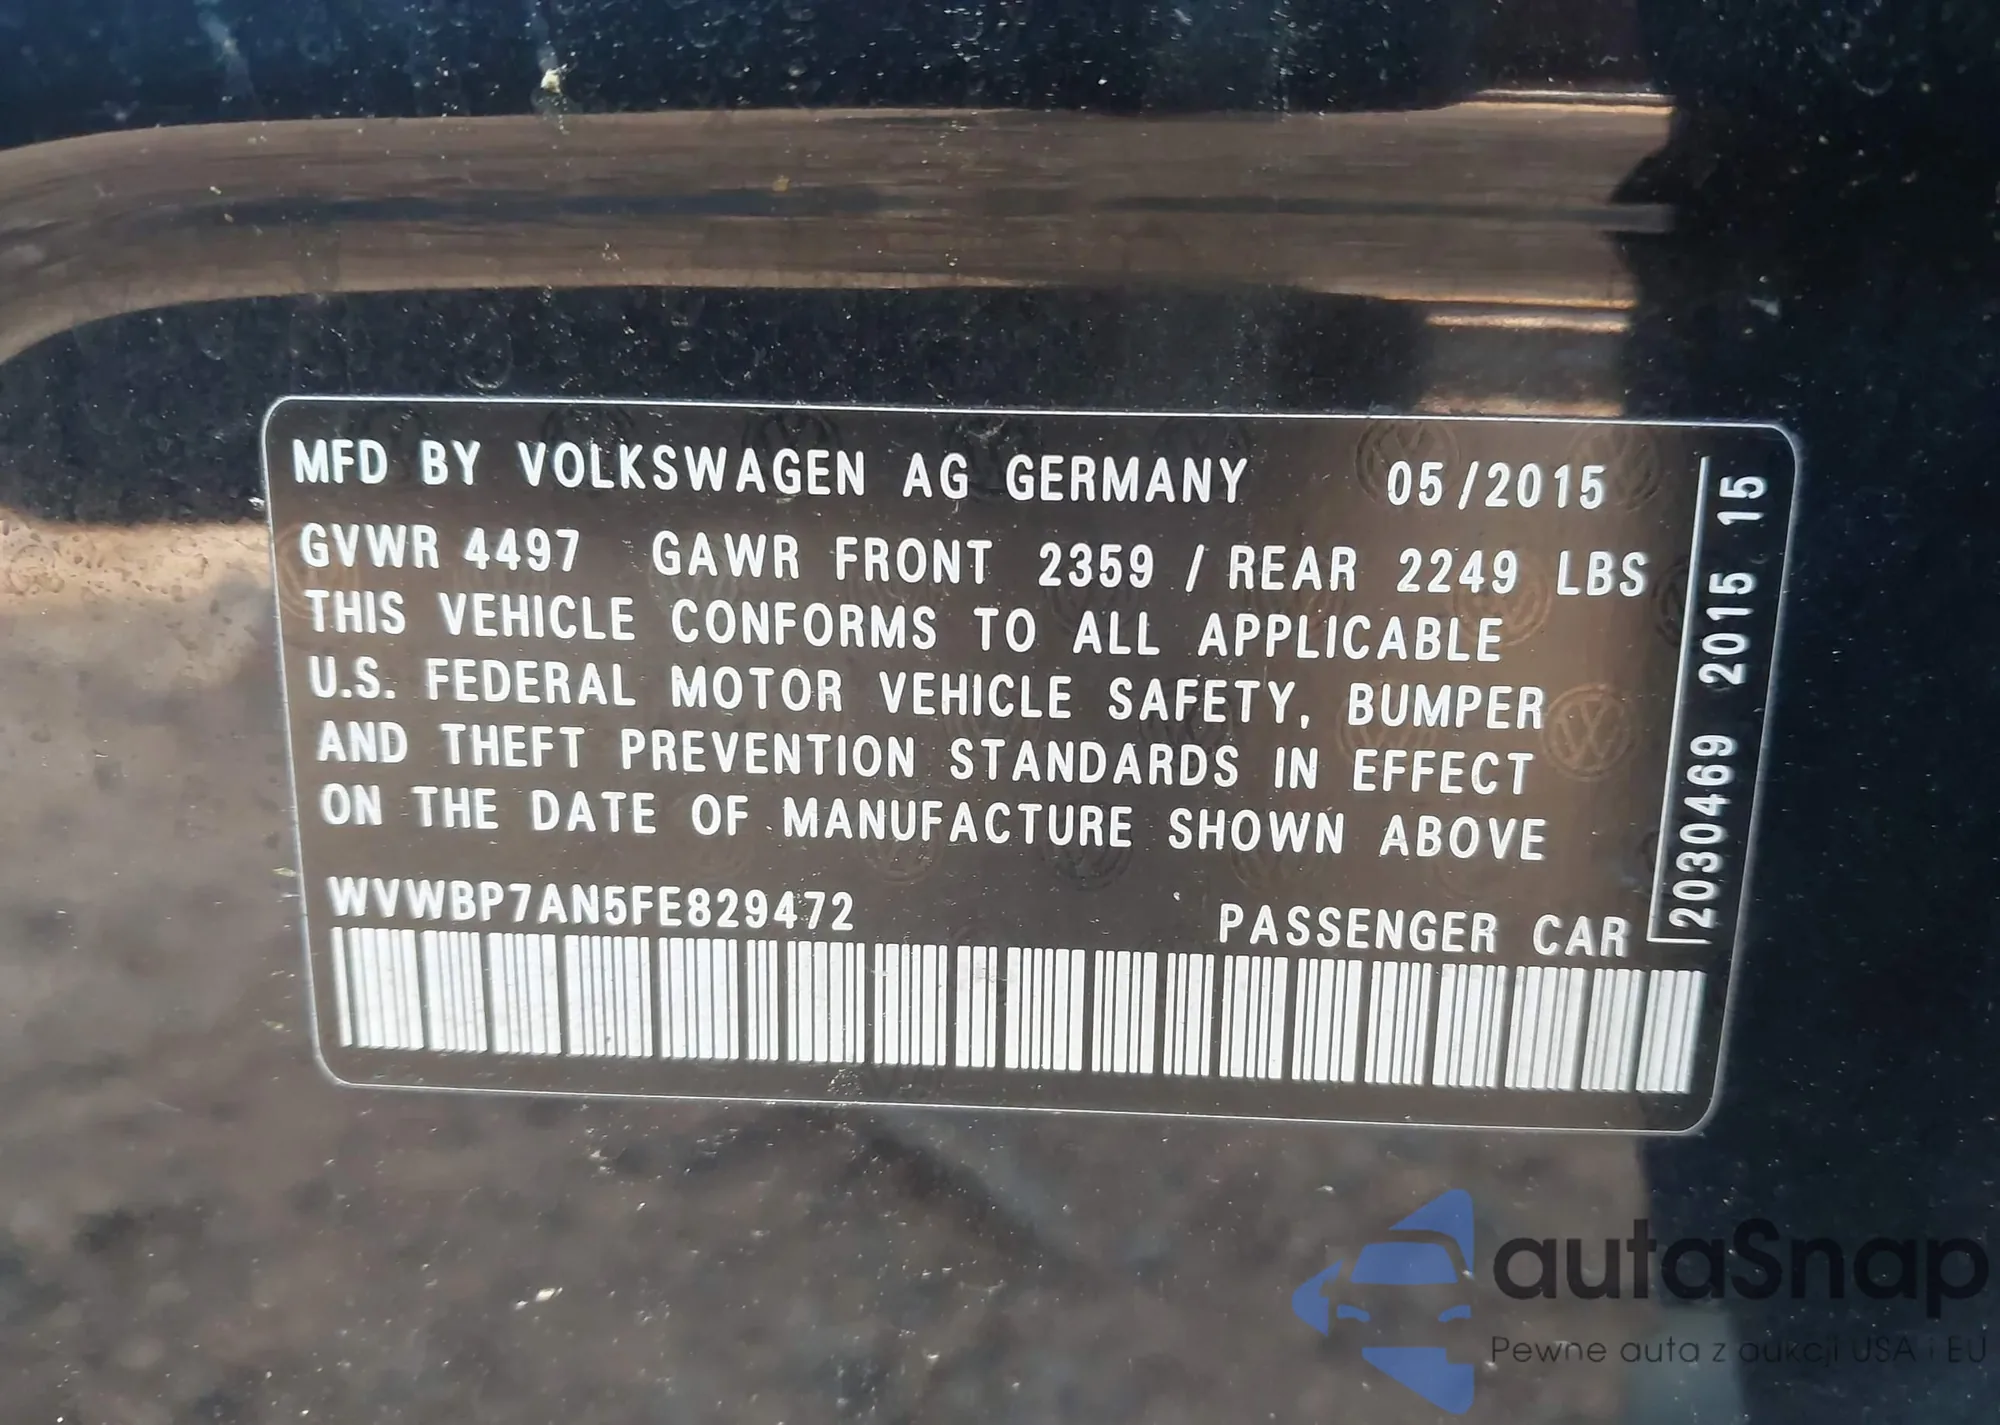 MFD BY VOLKSWAGEN AG GERMANY 05/2015
GVWR 4497 GAWR FRONT 2359 / REAR 2249 LBS
THIS VEHICLE CONFORMS TO ALL APPLICABLE
U.S. FEDERAL MOTOR VEHICLE SAFETY, BUMPER
AND THEFT PREVENTION STANDARDS IN EFFECT
ON THE DATE OF MANUFACTURE SHOWN ABOVE
WVWBP7AN5FE829472 PASSENGER CAR
2030469 2015 15
autaSnap
Pewne auta z aukcji USA i EU